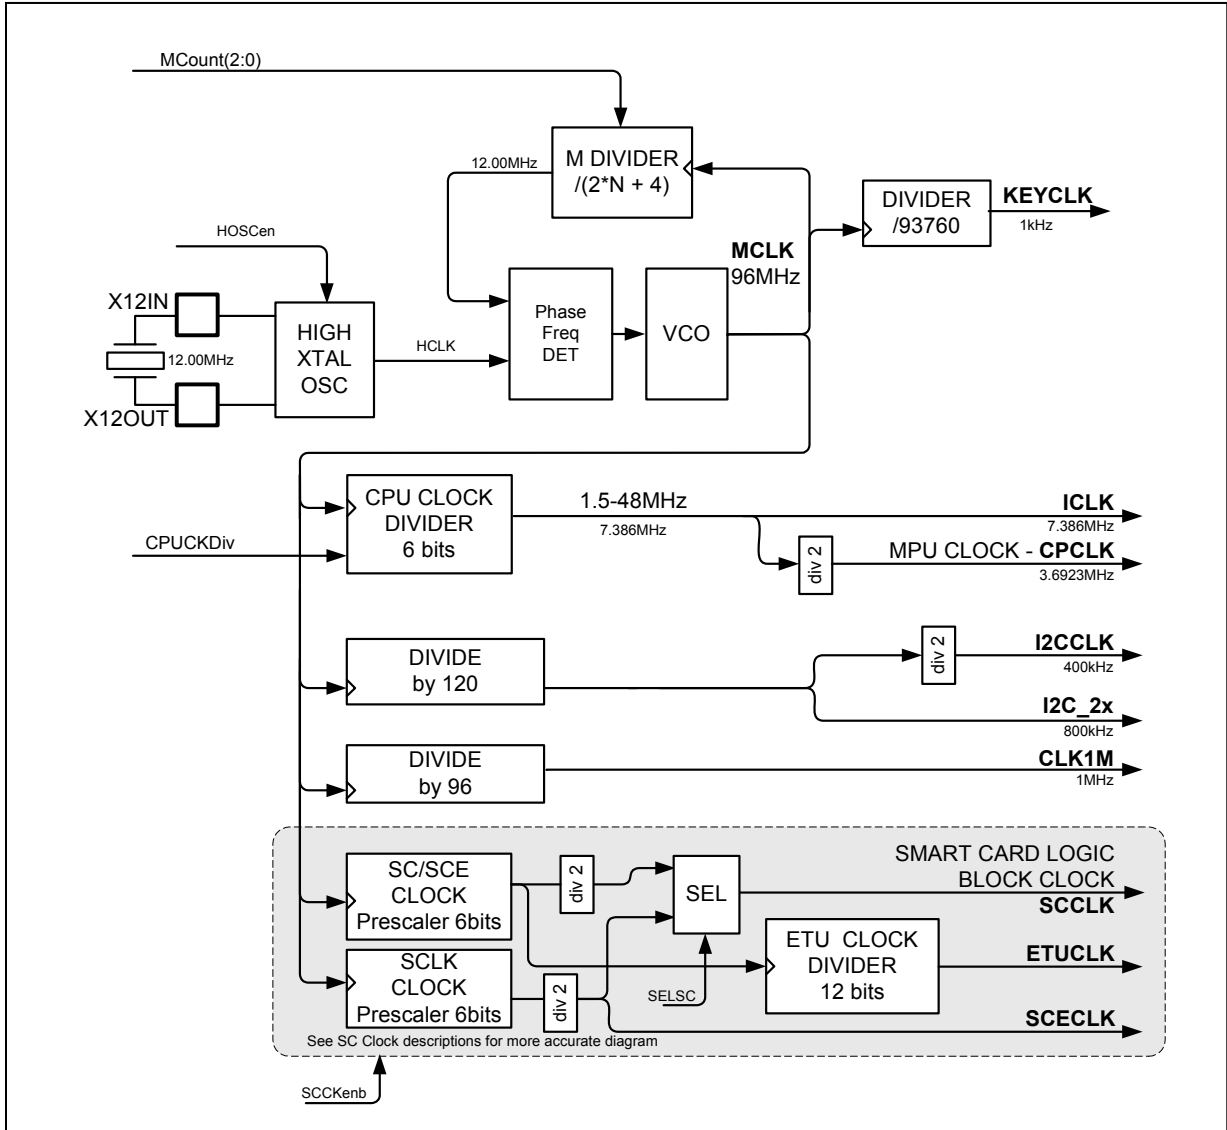 MCount(2:0)
M DIVIDER
/(2*N + 4)
12.00MHz
DIVIDER
/93760
KEYCLK
1kHz
HOSCen
MCLK
96MHz
X12IN
12.00MHz
X12OUT
HIGH
XTAL
OSC
HCLK
Phase
Freq
DET
VCO
CPU CLOCK
DIVIDER
6 bits
CPUCKDiv
1.5-48MHz
7.386MHz
ICLK
7.386MHz
div 2
MPU CLOCK - CPCLK
3.6923MHz
DIVIDE
by 120
div 2
I2CCLK
400kHz
I2C_2x
800kHz
DIVIDE
by 96
CLK1M
1MHz
SC/SCE
CLOCK
Prescaler 6bits
div 2
SEL
SMART CARD LOGIC
BLOCK CLOCK
SCCLK
SCLK
CLOCK
Prescaler 6bits
div 2
SELSC
ETU CLOCK
DIVIDER
12 bits
ETUCLK
SCECLK
See SC Clock descriptions for more accurate diagram
SCCKenb